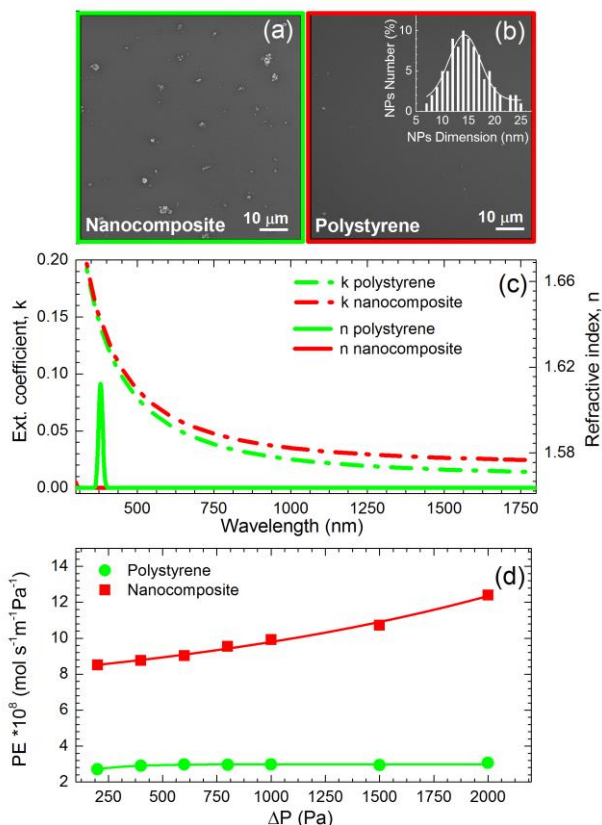 (a)
Nanocomposite
10 μm
(b)
NPs Number (%)
10
5
0
5 10 15 20 25
NPs Dimension (nm)
Polystyrene
10 μm
(c)
Ext. coefficient, k
0.20
0.15
0.10
0.05
0.00
k polystyrene
k nanocomposite
n polystyrene
n nanocomposite
Refractive index, n
1.66
1.62
1.58
500 750 1000 1250 1500 1750
Wavelength (nm)
(d)
PE *10⁸ (mol s⁻¹m⁻¹Pa⁻¹)
14
12
10
8
6
4
2
Polystyrene
Nanocomposite
250 500 750 1000 1250 1500 1750 2000
ΔP (Pa)